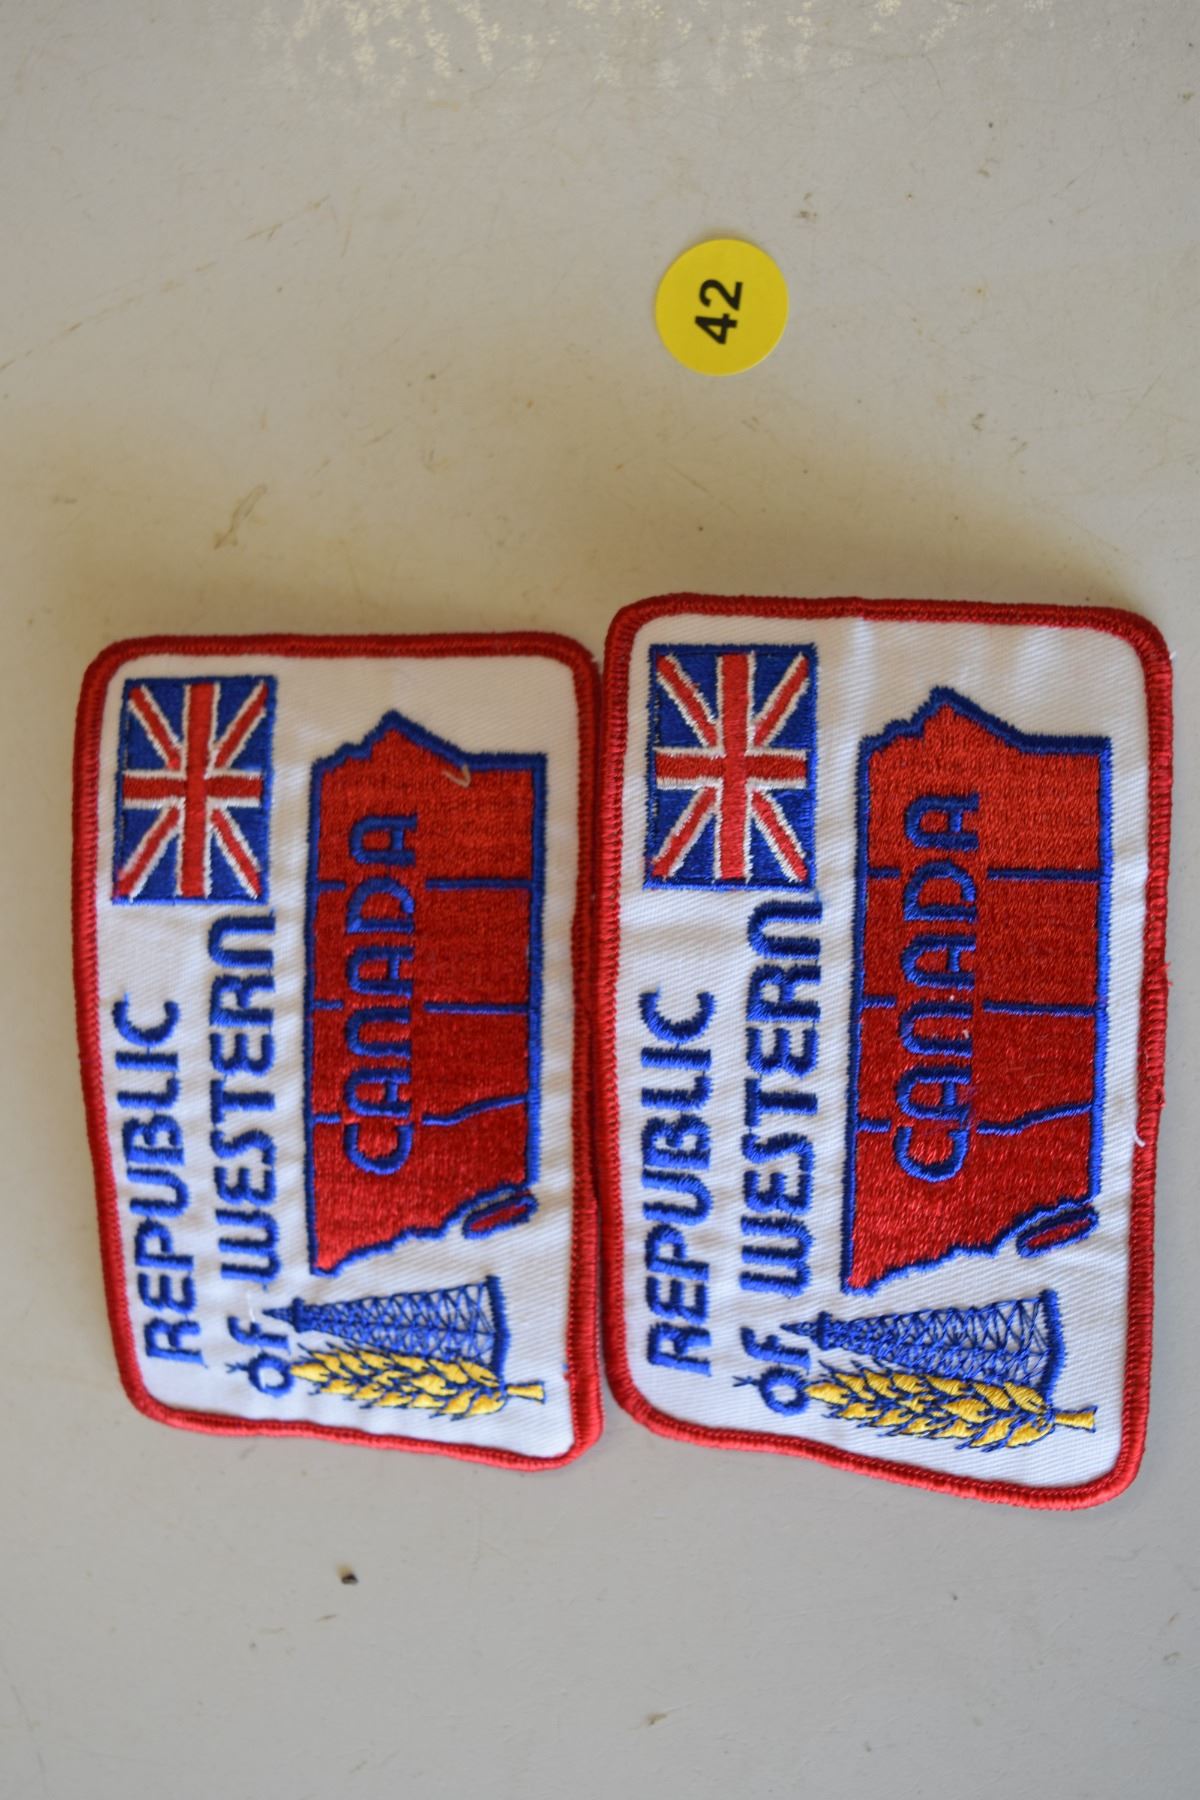 42
REPUBLIC
of WESTERN
CANADA
REPUBLIC
of WESTERN
CANADA